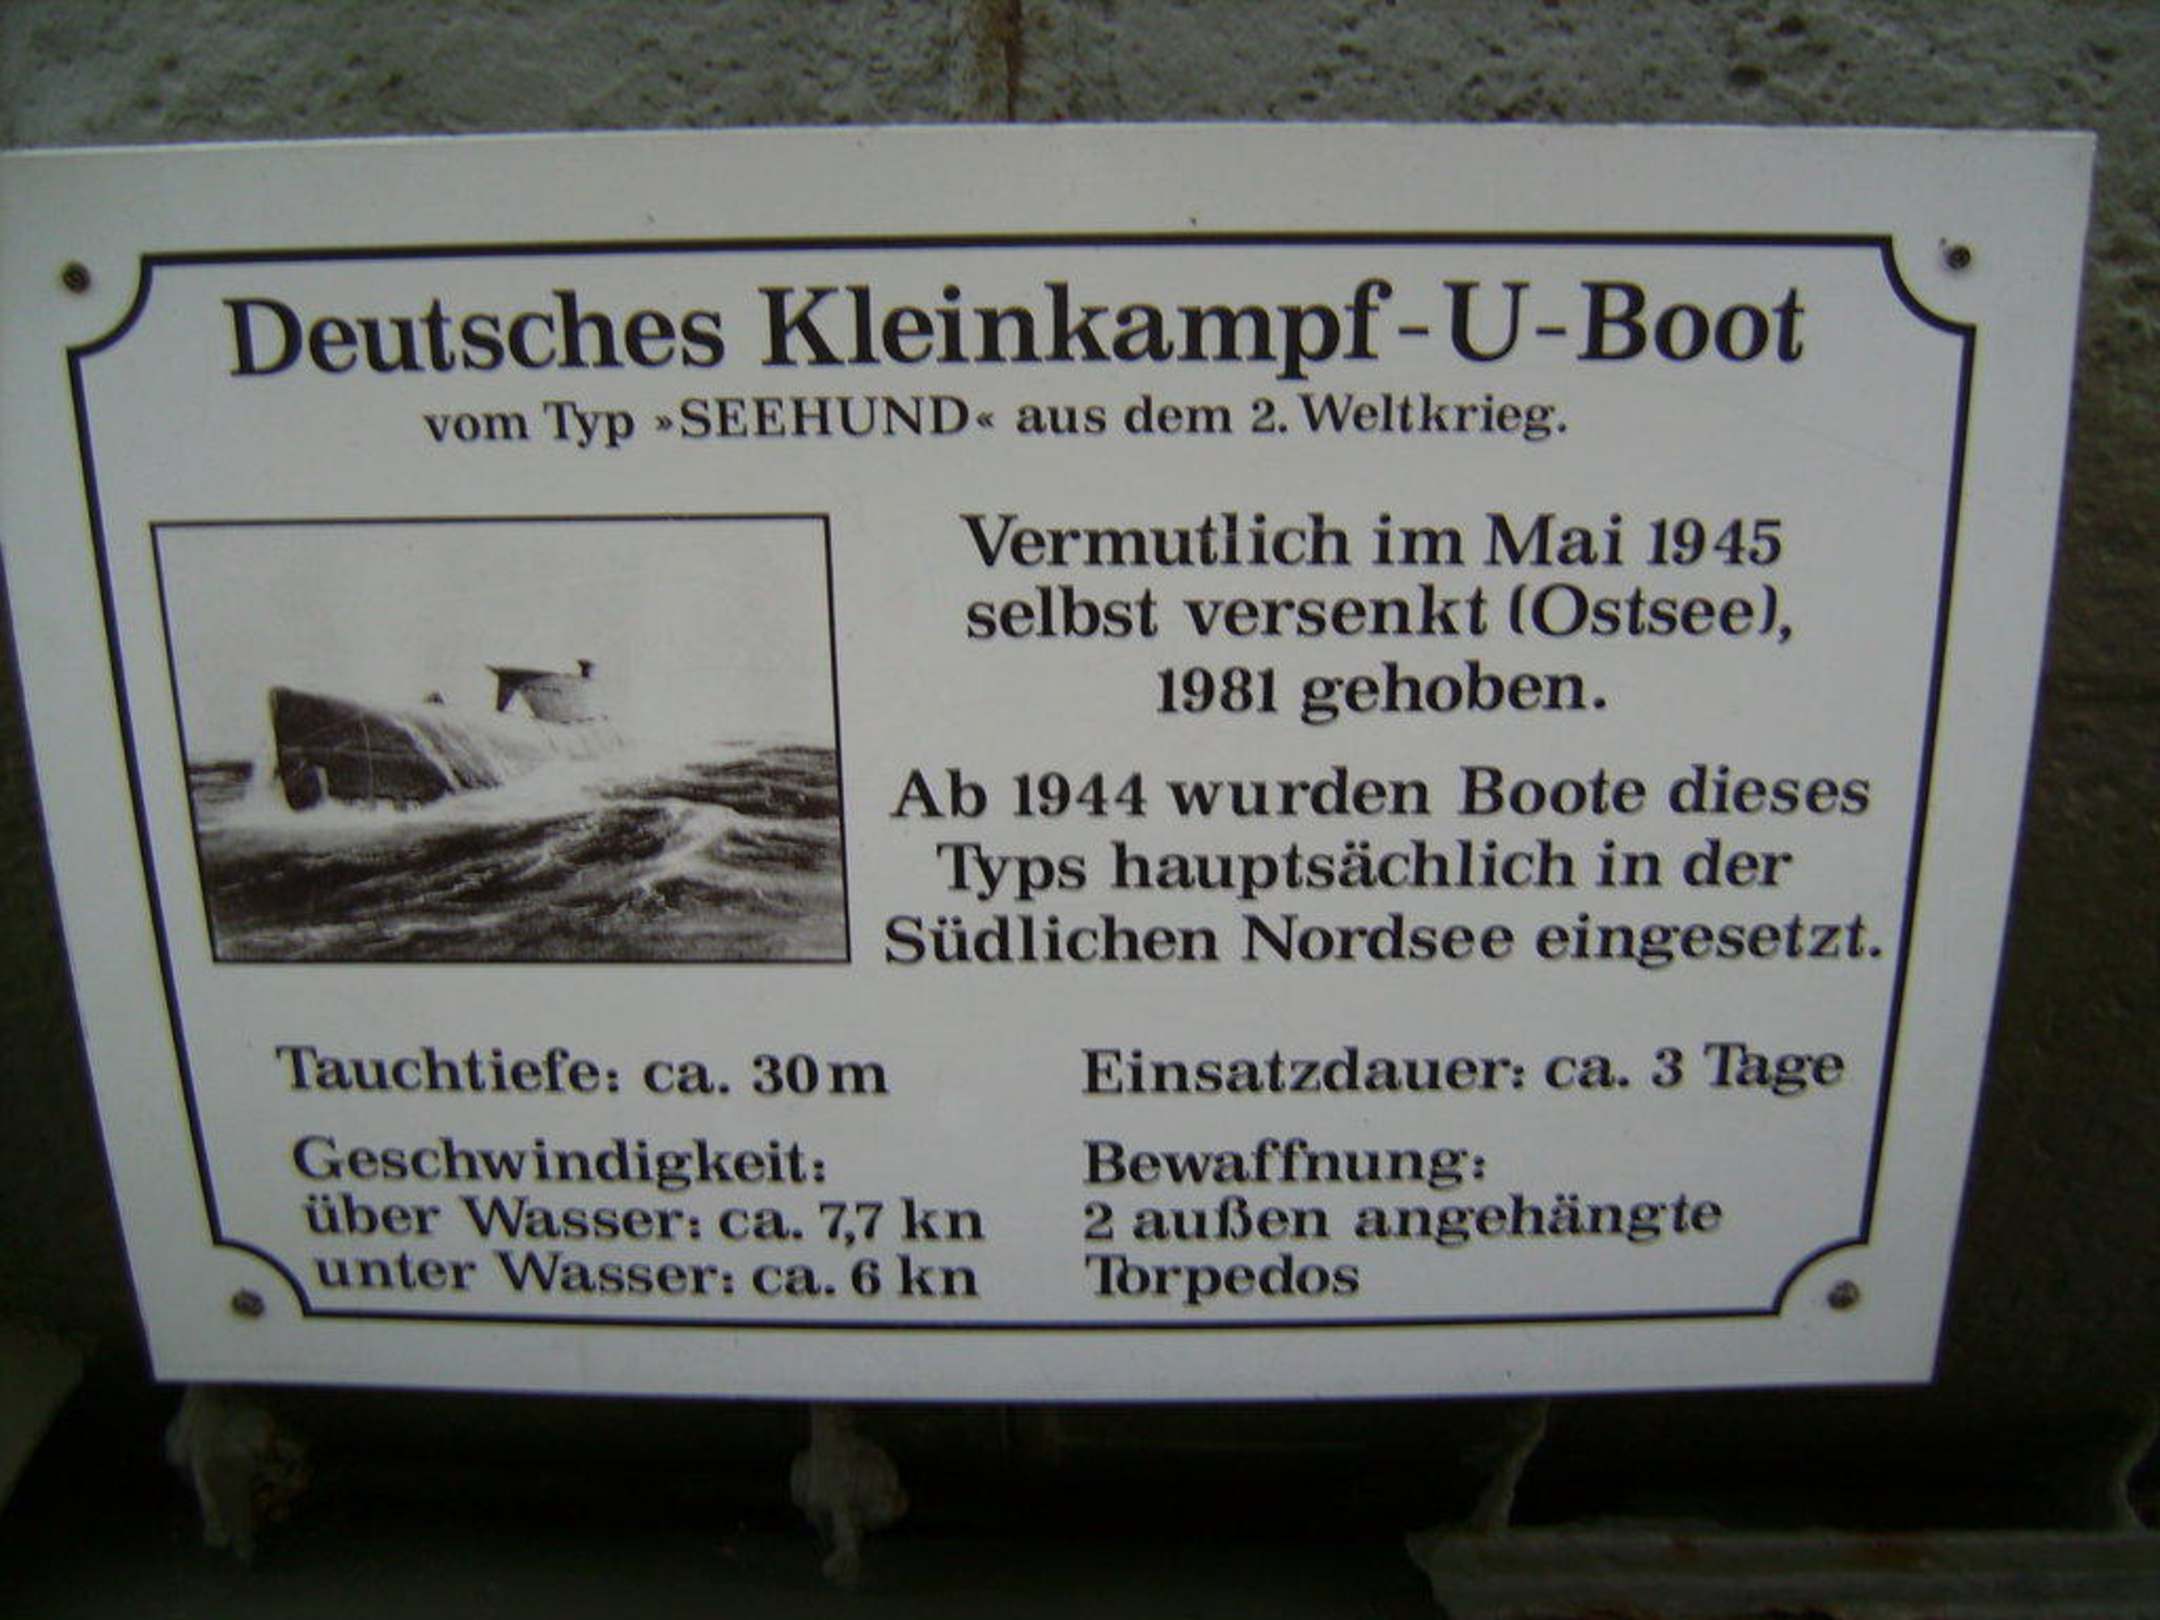 Deutsches Kleinkampf-U-Boot
vom Typ »SEEHUND« aus dem 2. Weltkrieg.
Vermutlich im Mai 1945
selbst versenkt (Ostsee),
1981 gehoben.
Ab 1944 wurden Boote dieses
Typs hauptsächlich in der
Südlichen Nordsee eingesetzt.
Tauchtiefe: ca. 30 m
Geschwindigkeit:
über Wasser: ca. 7,7 kn
unter Wasser: ca. 6 kn
Einsatzdauer: ca. 3 Tage
Bewaffnung:
2 außen angehängte
Torpedos